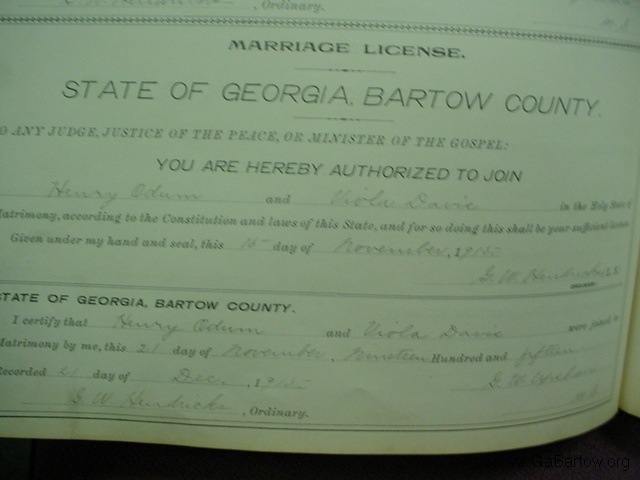 G. W. Hendricks, Ordinary.
MARRIAGE LICENSE.
STATE OF GEORGIA, BARTOW COUNTY.
TO ANY JUDGE, JUSTICE OF THE PEACE, OR MINISTER OF THE GOSPEL:
YOU ARE HEREBY AUTHORIZED TO JOIN
Henry Odum and Viola Davis in the Holy State of
Matrimony, according to the Constitution and laws of this State, and for so doing this shall be your sufficient
Given under my hand and seal, this 15 day of November, 1915
G. W. Hendricks
STATE OF GEORGIA, BARTOW COUNTY.
I certify that Henry Odum and Viola Davis were joined in
Matrimony by me, this 21 day of November, Nineteen Hundred and fifteen
Recorded day of Dec, 1915 G. W.
G. W. Hendricks, Ordinary.
GaBartow.org